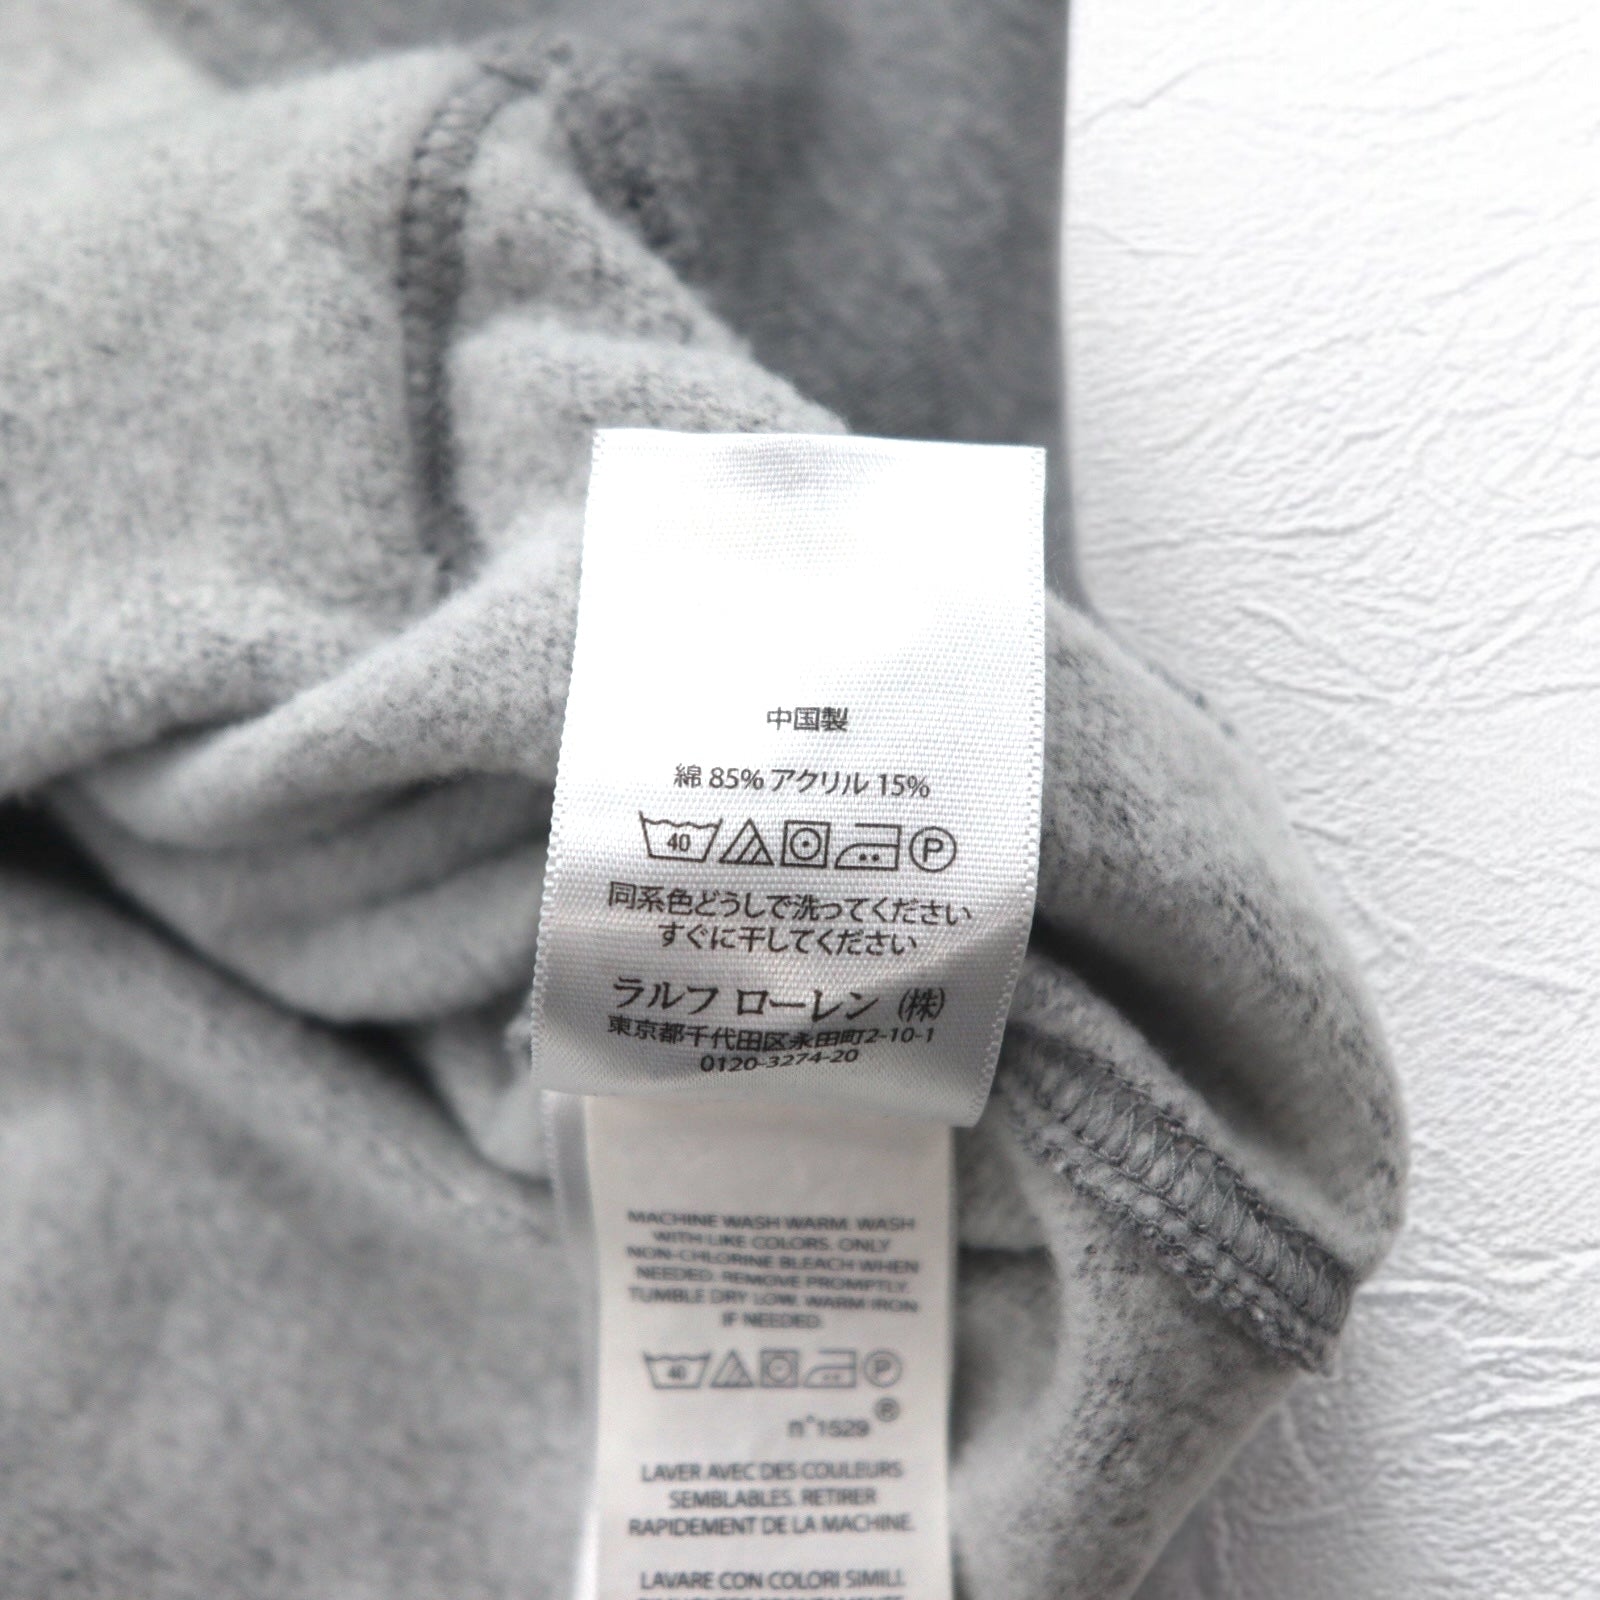 中国製
綿 85% アクリル 15%
40 P
同系色どうしで洗ってください
すぐに干してください
ラルフ ローレン (株)
東京都千代田区永田町2-10-1
0120-3274-20
MACHINE WASH WARM. WASH
WITH LIKE COLORS. ONLY
NON-CHLORINE BLEACH WHEN
NEEDED. REMOVE PROMPTLY.
TUMBLE DRY LOW. WARM IRON
IF NEEDED.
40 P
n°1529 ®
LAVER AVEC DES COULEURS
SEMBLABLES. RETIRER
RAPIDEMENT DE LA MACHINE.
LAVARE CON COLORI SIMILI.